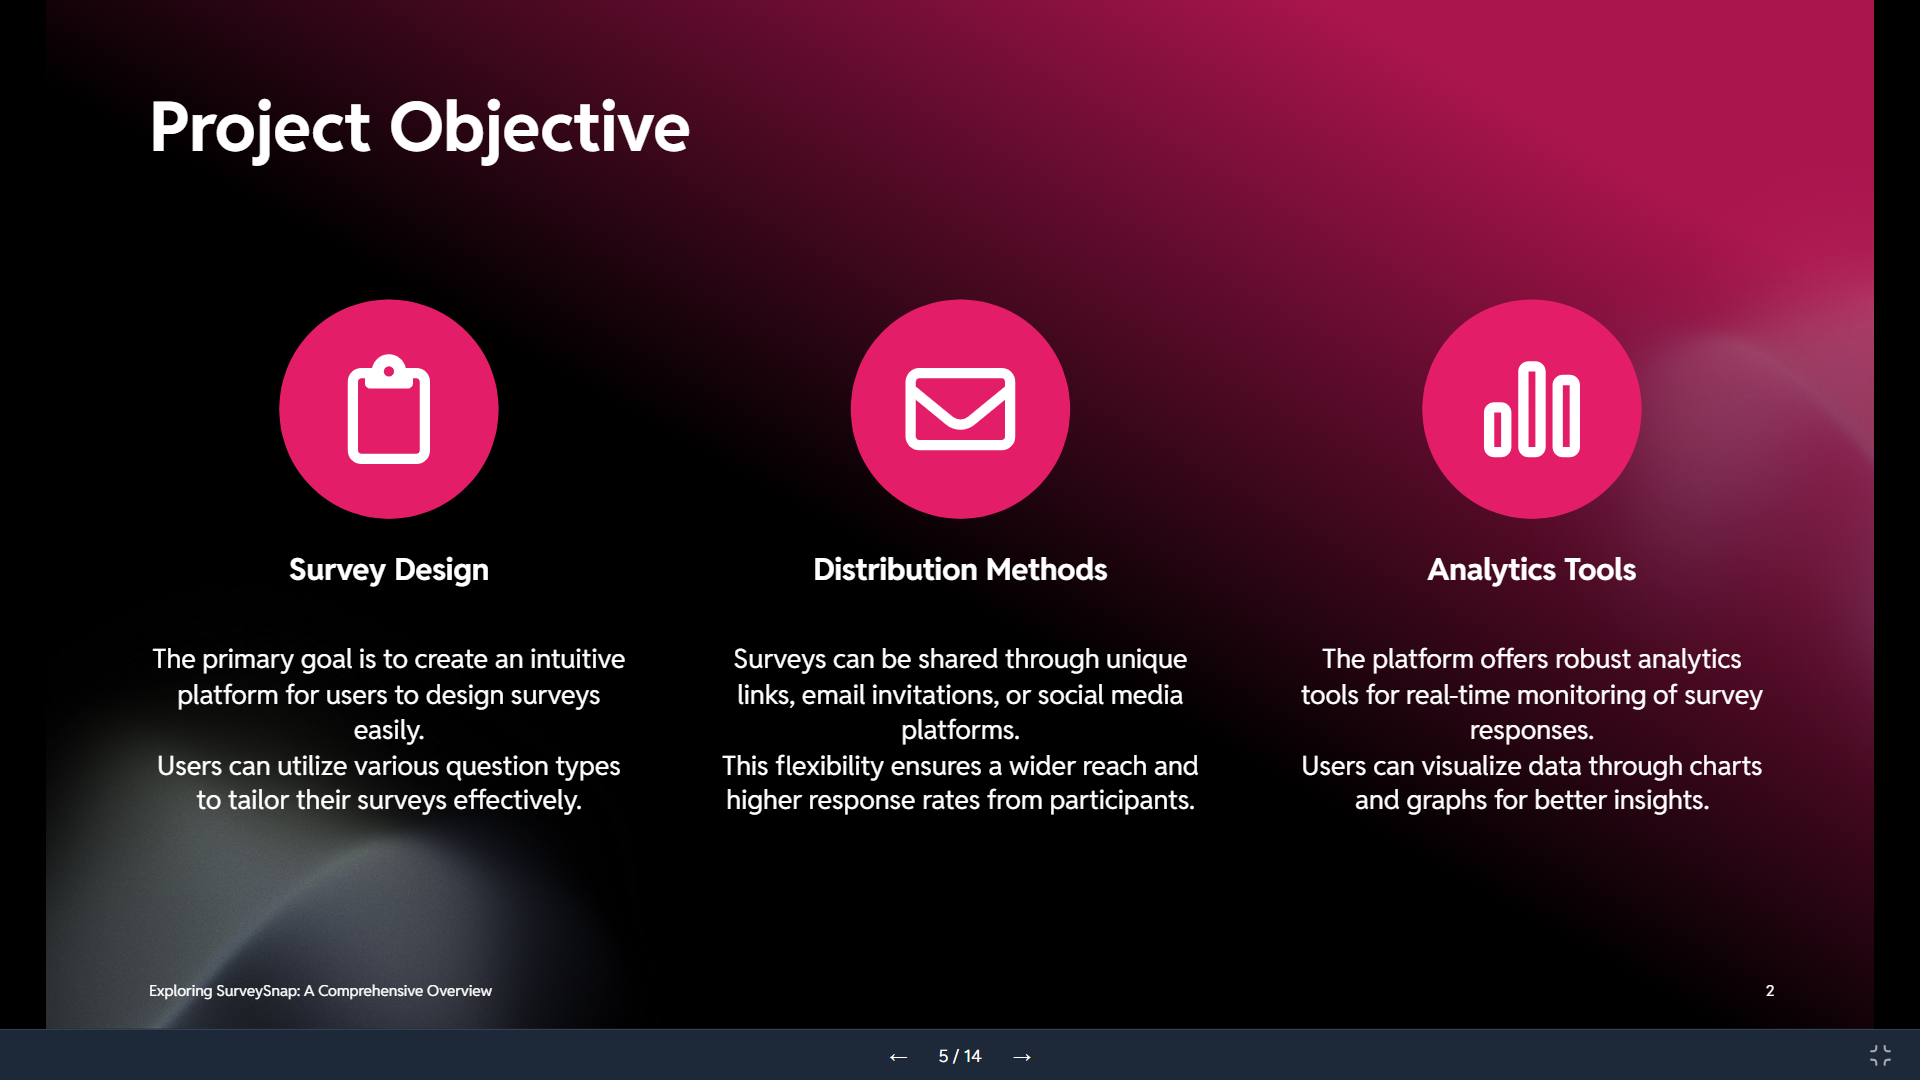 Project Objective
Survey Design
The primary goal is to create an intuitive
platform for users to design surveys
easily.
Users can utilize various question types
to tailor their surveys effectively.
Distribution Methods
Surveys can be shared through unique
links, email invitations, or social media
platforms.
This flexibility ensures a wider reach and
higher response rates from participants.
Analytics Tools
The platform offers robust analytics
tools for real-time monitoring of survey
responses.
Users can visualize data through charts
and graphs for better insights.
Exploring SurveySnap: A Comprehensive Overview
2
← 5 / 14 →